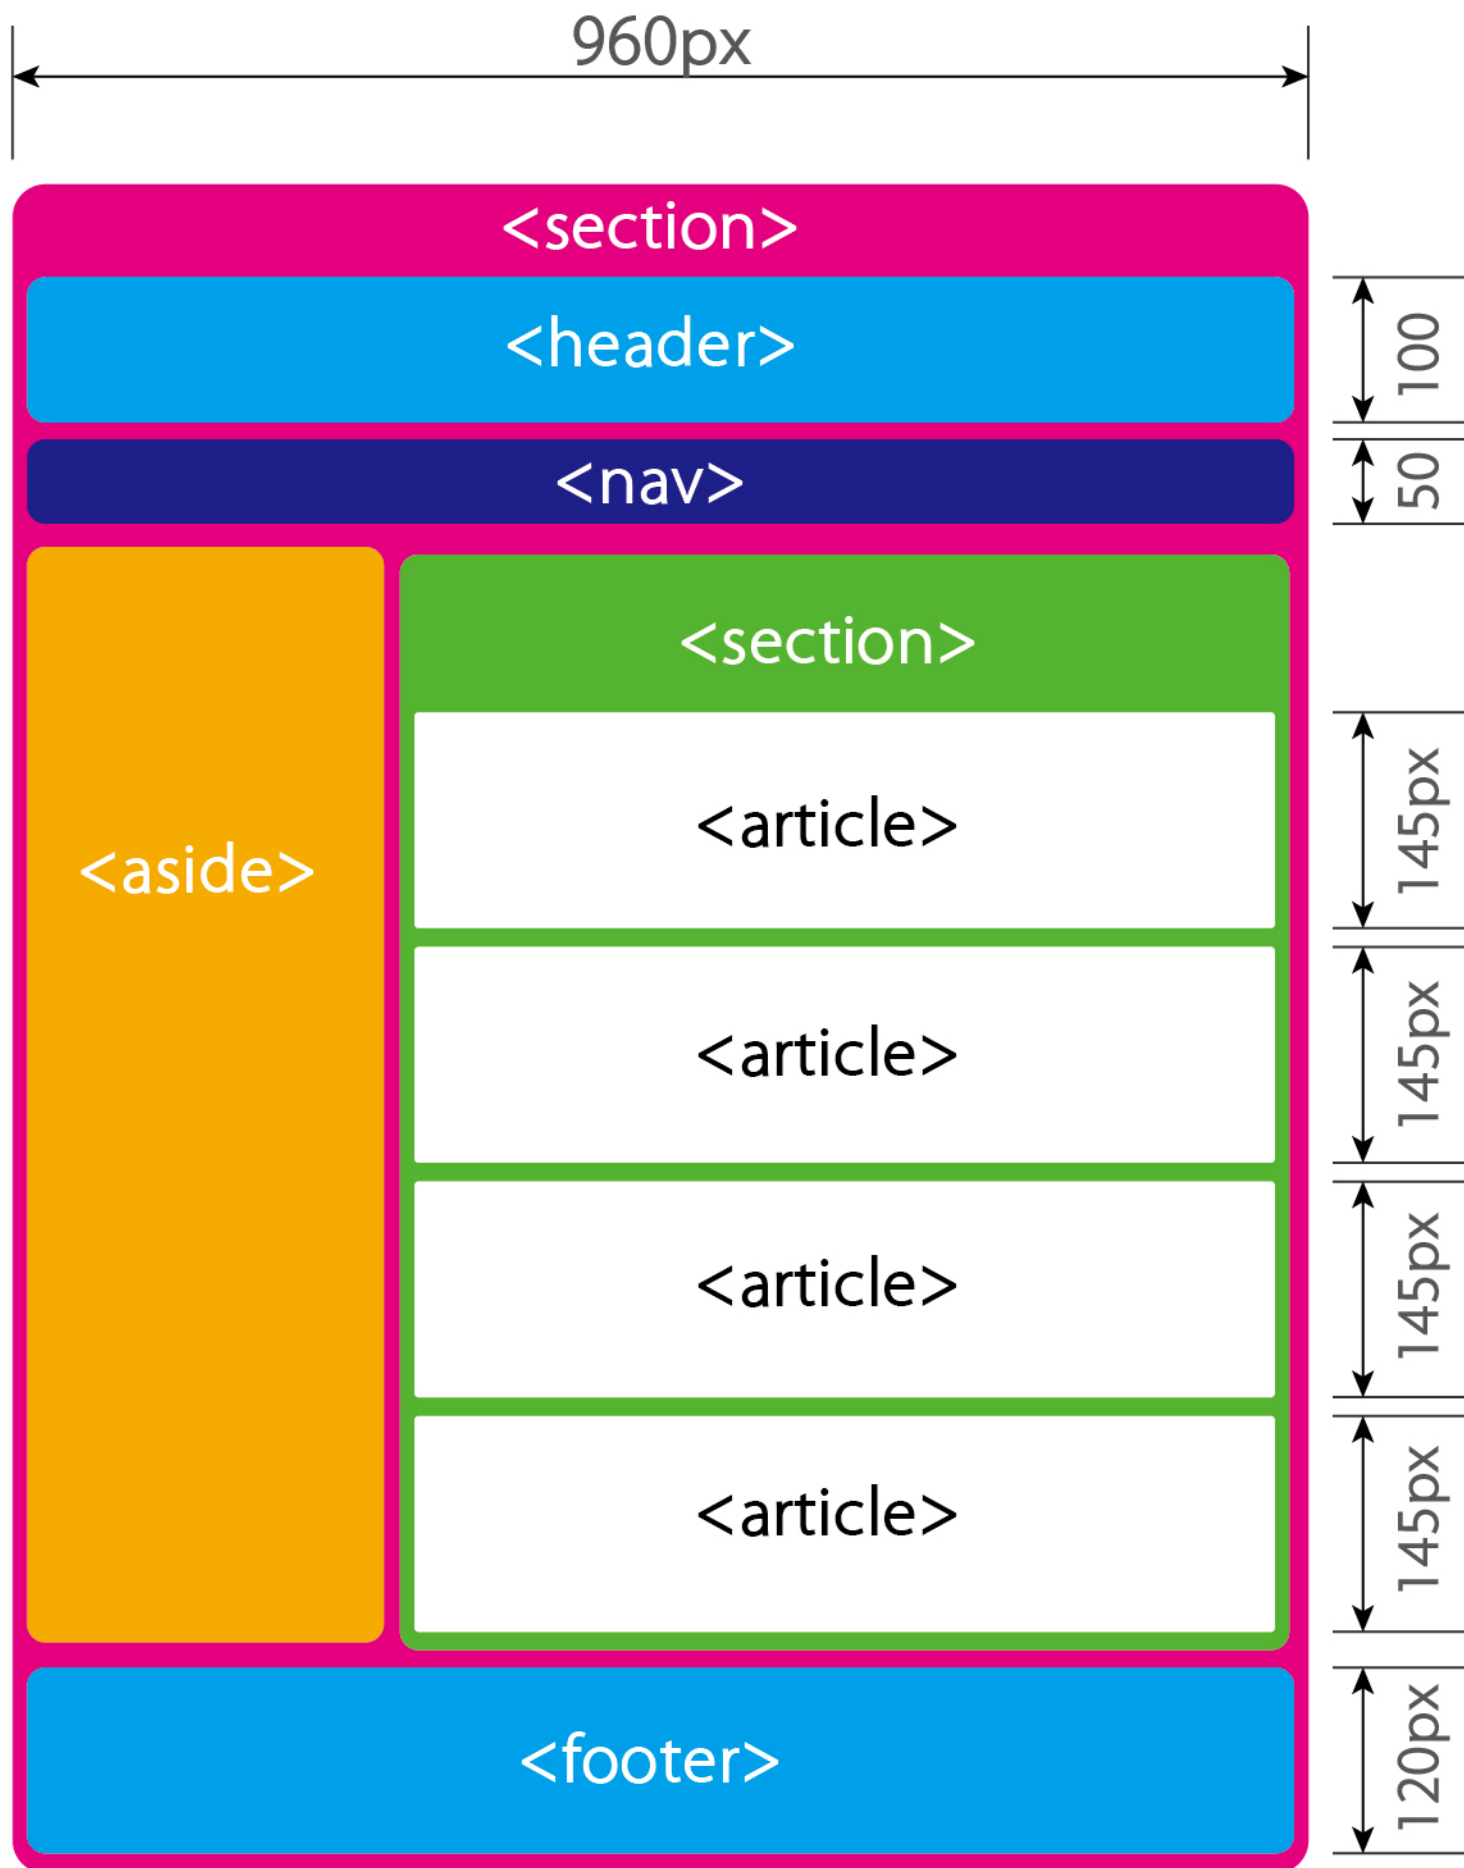 960px
<section>
<header>
100
<nav>
50
<section>
<article>
145px
<aside>
<article>
145px
<article>
145px
<article>
145px
<footer>
120px